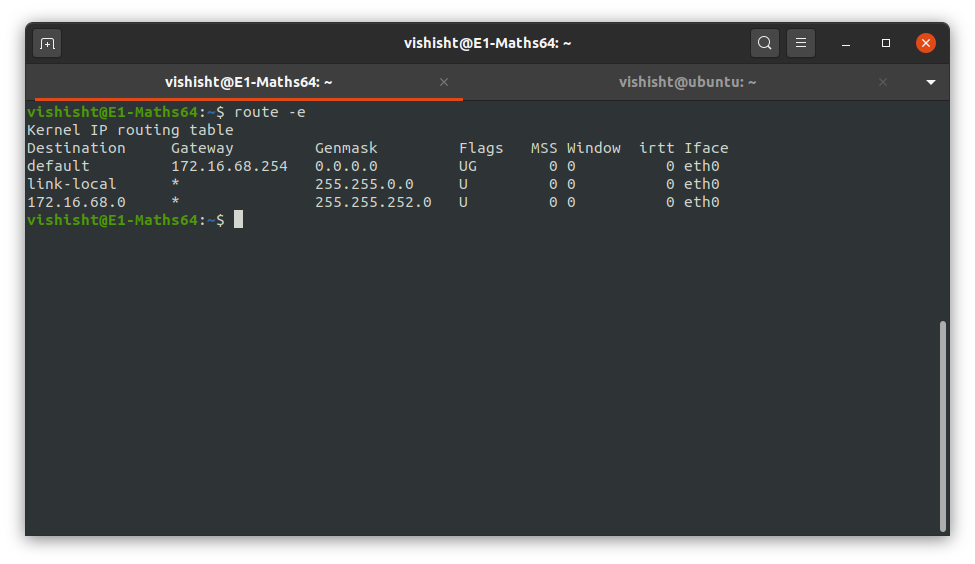 vishisht@E1-Maths64: ~
vishisht@E1-Maths64: ~ vishisht@ubuntu: ~
vishisht@E1-Maths64:~$ route -e
Kernel IP routing table
Destination     Gateway         Genmask         Flags   MSS Window  irtt Iface
default         172.16.68.254   0.0.0.0         UG        0 0          0 eth0
link-local      *               255.255.0.0     U         0 0          0 eth0
172.16.68.0     *               255.255.252.0   U         0 0          0 eth0
vishisht@E1-Maths64:~$